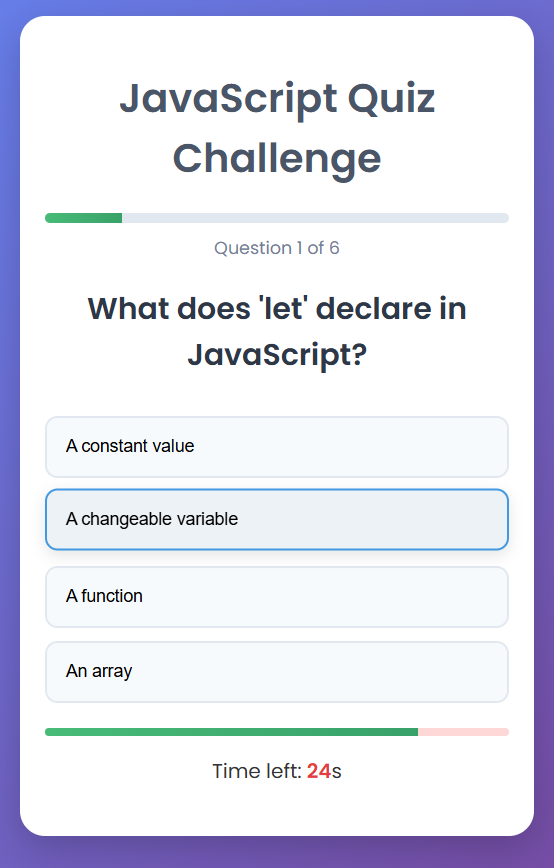 JavaScript Quiz
Challenge
Question 1 of 6
What does 'let' declare in
JavaScript?
A constant value
A changeable variable
A function
An array
Time left: 24s